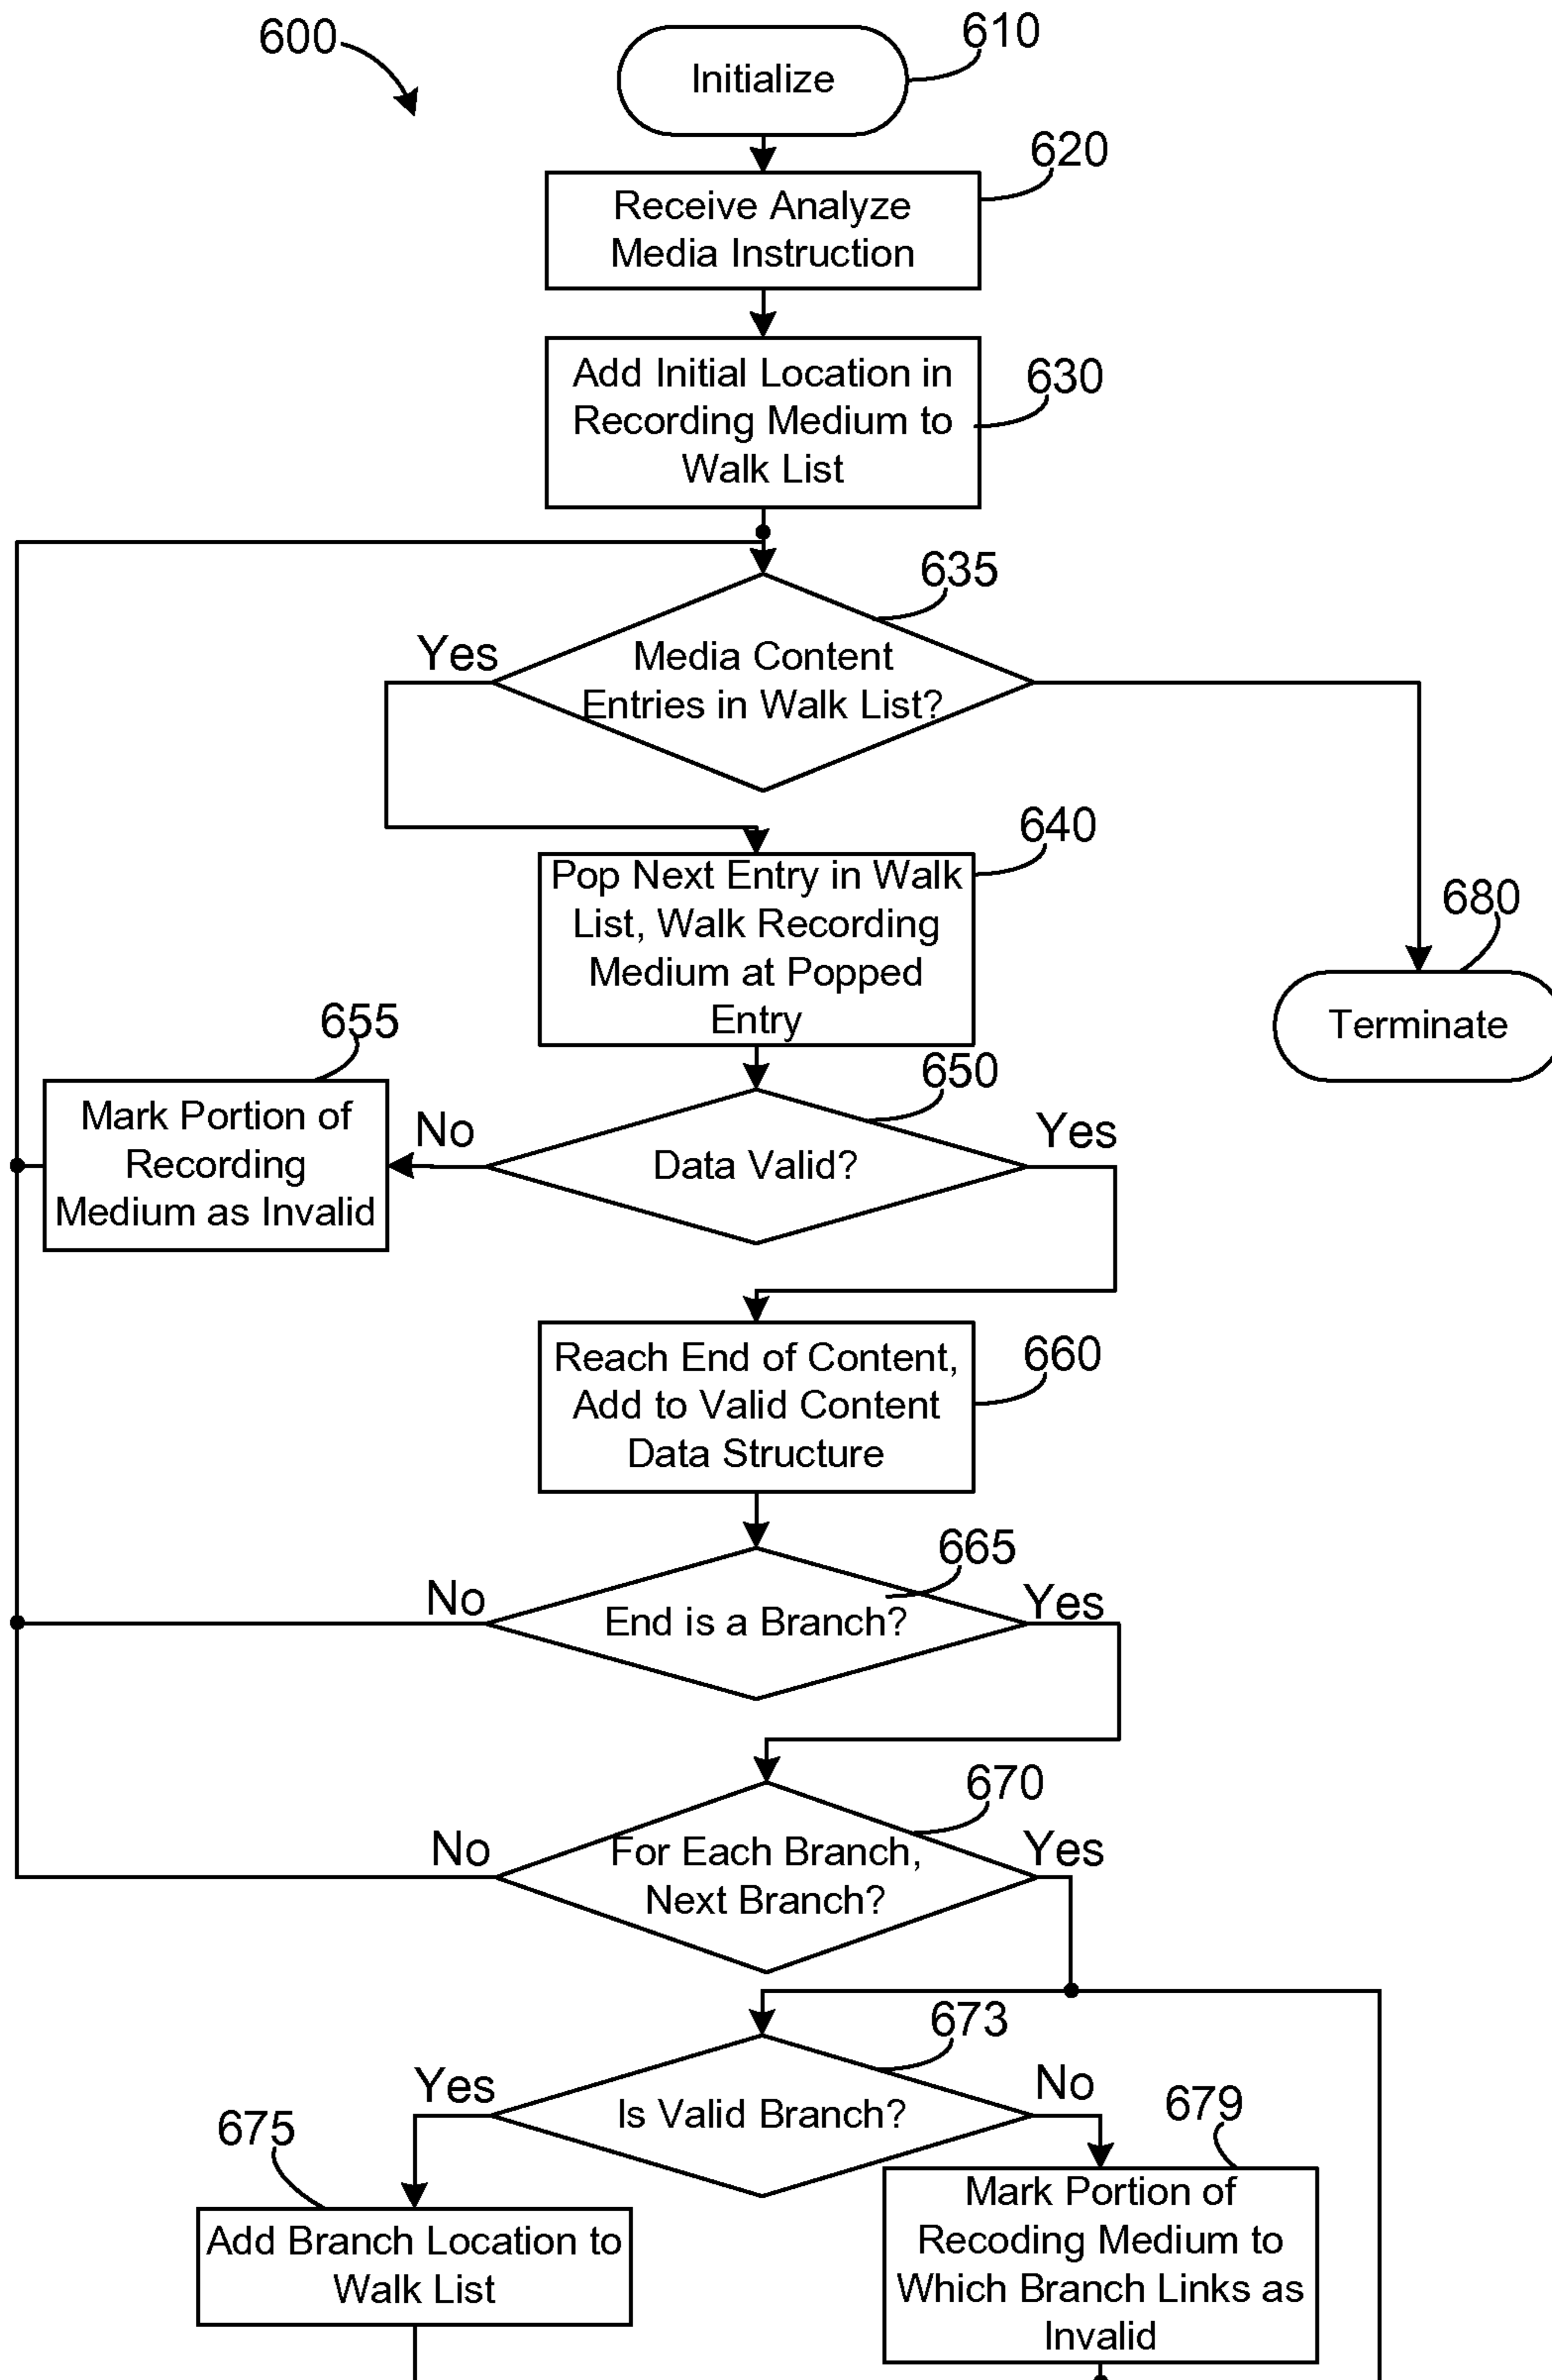 600
610
Initialize
620
Receive Analyze
Media Instruction
630
Add Initial Location in
Recording Medium to
Walk List
635
Yes
Media Content
Entries in Walk List?
640
Pop Next Entry in Walk
List, Walk Recording
Medium at Popped
Entry
680
Terminate
655
Mark Portion of
Recording
Medium as Invalid
650
No
Yes
Data Valid?
660
Reach End of Content,
Add to Valid Content
Data Structure
665
No
Yes
End is a Branch?
670
No
Yes
For Each Branch,
Next Branch?
673
Yes
No
Is Valid Branch?
675
Add Branch Location to
Walk List
679
Mark Portion of
Recoding Medium to
Which Branch Links as
Invalid